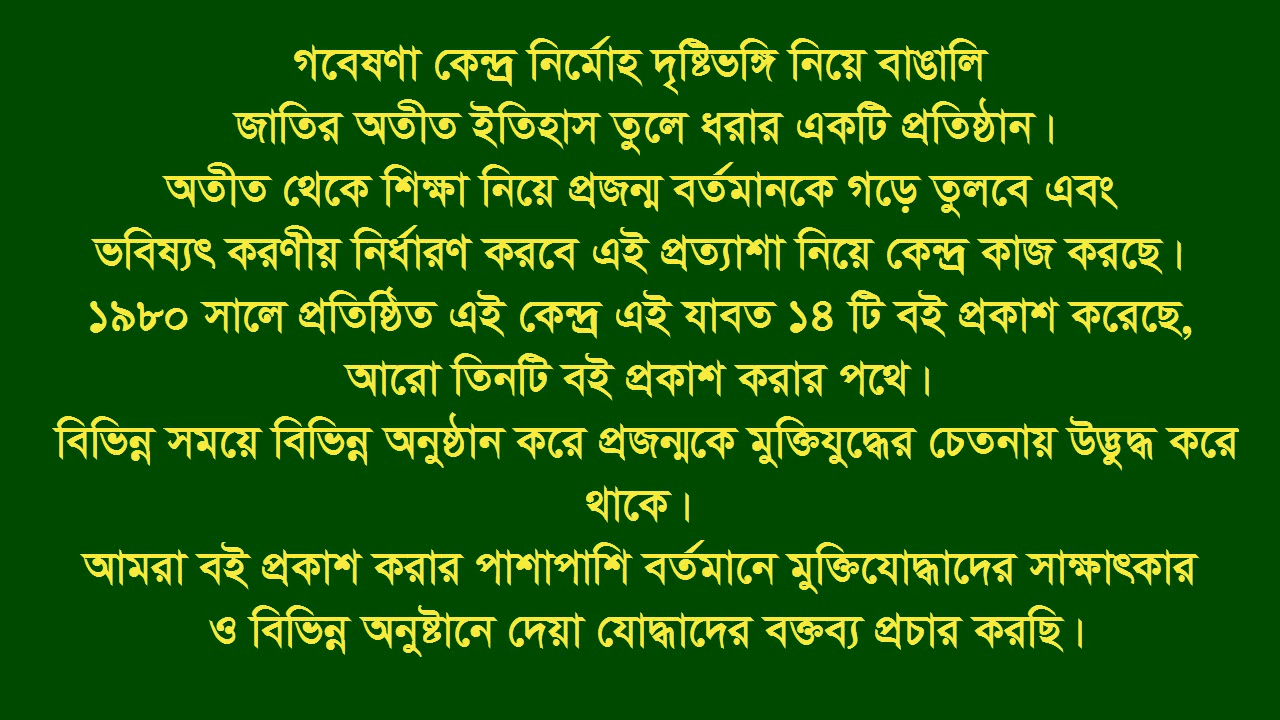 গবেষণা কেন্দ্র নির্মোহ দৃষ্টিভঙ্গি নিয়ে বাঙালি
জাতির অতীত ইতিহাস তুলে ধরার একটি প্রতিষ্ঠান।
অতীত থেকে শিক্ষা নিয়ে প্রজন্ম বর্তমানকে গড়ে তুলবে এবং
ভবিষ্যৎ করণীয় নির্ধারণ করবে এই প্রত্যাশা নিয়ে কেন্দ্র কাজ করছে।
১৯৮০ সালে প্রতিষ্ঠিত এই কেন্দ্র এই যাবত ১৪ টি বই প্রকাশ করেছে,
আরো তিনটি বই প্রকাশ করার পথে।
বিভিন্ন সময়ে বিভিন্ন অনুষ্ঠান করে প্রজন্মকে মুক্তিযুদ্ধের চেতনায় উদ্ভুদ্ধ করে
থাকে।
আমরা বই প্রকাশ করার পাশাপাশি বর্তমানে মুক্তিযোদ্ধাদের সাক্ষাৎকার
ও বিভিন্ন অনুষ্টানে দেয়া যোদ্ধাদের বক্তব্য প্রচার করছি।